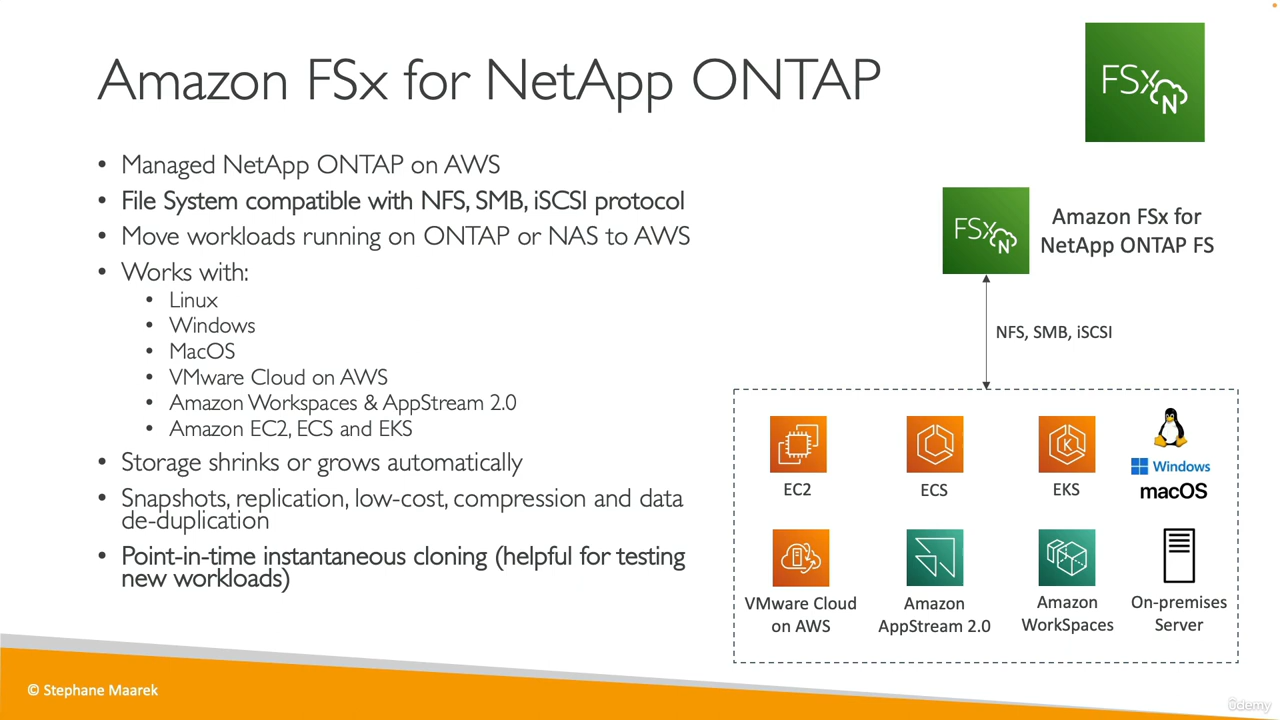 Amazon FSx for NetApp ONTAP
FSx
N
• Managed NetApp ONTAP on AWS
• File System compatible with NFS, SMB, iSCSI protocol
• Move workloads running on ONTAP or NAS to AWS
• Works with:
• Linux
• Windows
• MacOS
• VMware Cloud on AWS
• Amazon Workspaces & AppStream 2.0
• Amazon EC2, ECS and EKS
• Storage shrinks or grows automatically
• Snapshots, replication, low-cost, compression and data
de-duplication
• Point-in-time instantaneous cloning (helpful for testing
new workloads)
FSx
N
Amazon FSx for
NetApp ONTAP FS
NFS, SMB, iSCSI
EC2
ECS
K
EKS
Windows
macOS
VMware Cloud
on AWS
Amazon
AppStream 2.0
Amazon
WorkSpaces
On-premises
Server
© Stephane Maarek
ûdemy